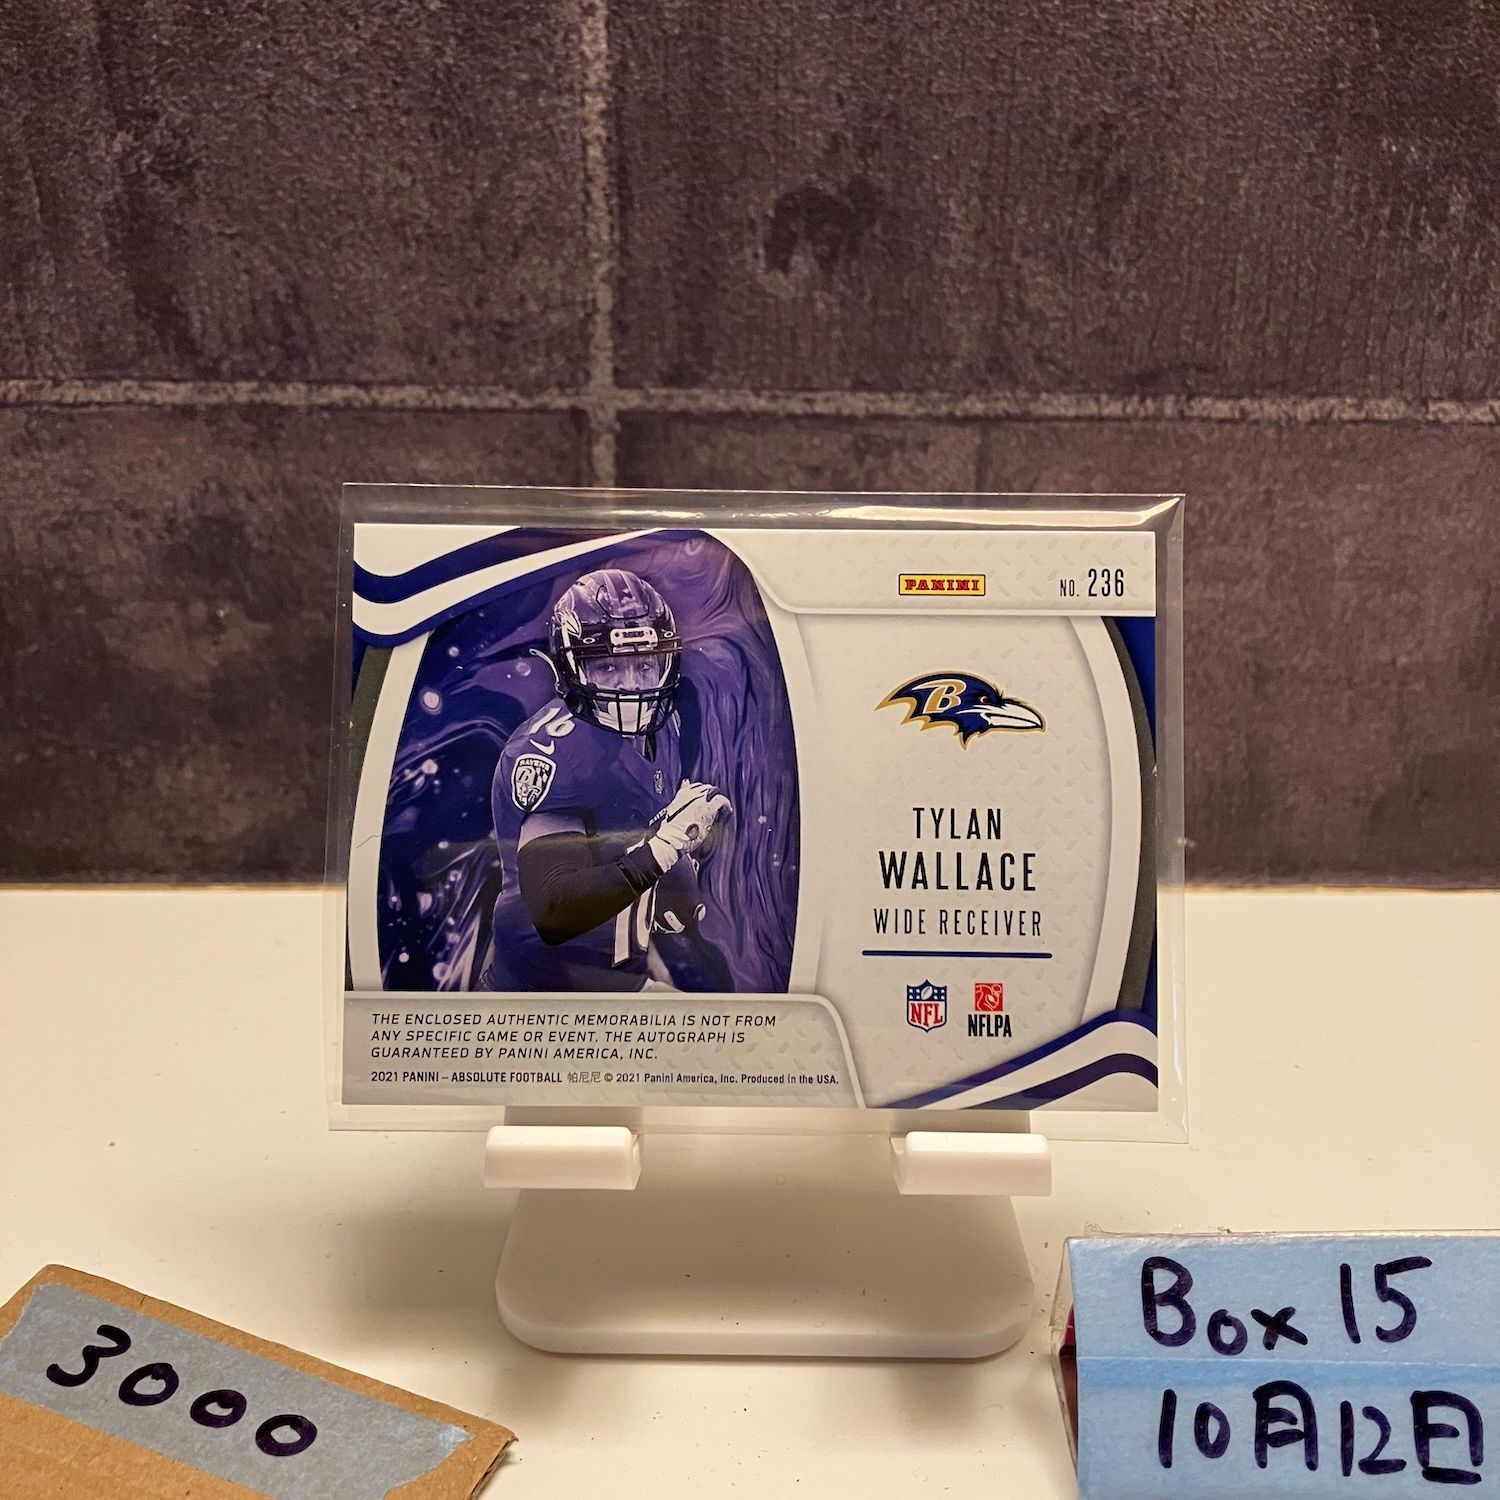 PANINI
NO. 236
16
RAVENS
B
TYLAN
WALLACE
WIDE RECEIVER
NFL
NFLPA
THE ENCLOSED AUTHENTIC MEMORABILIA IS NOT FROM
ANY SPECIFIC GAME OR EVENT. THE AUTOGRAPH IS
GUARANTEED BY PANINI AMERICA, INC.
2021 PANINI – ABSOLUTE FOOTBALL 帕尼尼 © 2021 Panini America, Inc. Produced in the USA.
3000
Box 15
10月12日